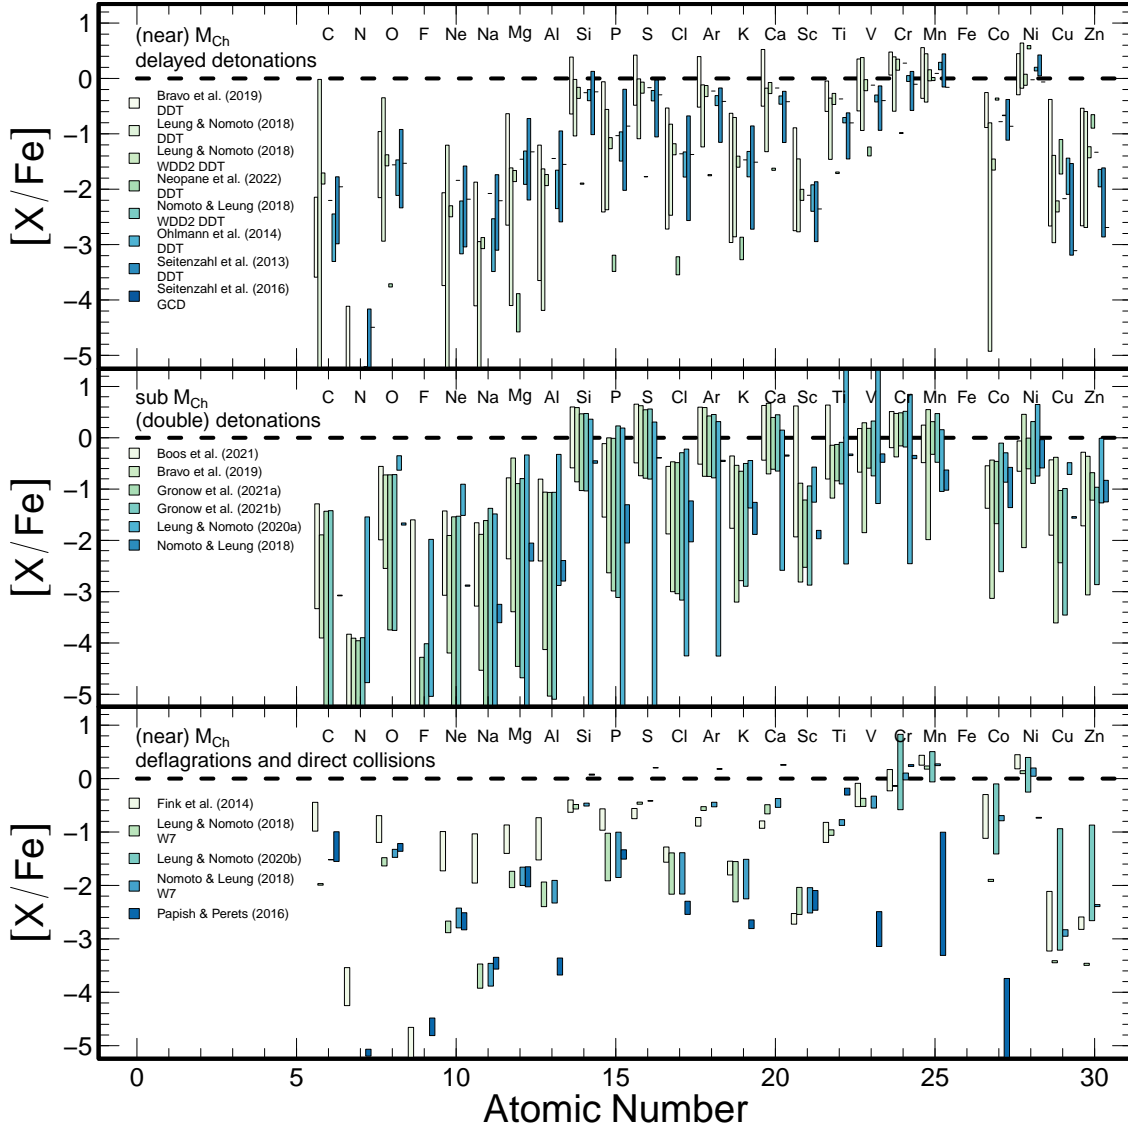 (near) M_Ch
delayed detonations
C N O F Ne Na Mg Al Si P S Cl Ar K Ca Sc Ti V Cr Mn Fe Co Ni Cu Zn
Bravo et al. (2019)
DDT
Leung & Nomoto (2018)
DDT
Leung & Nomoto (2018)
WDD2 DDT
Neopane et al. (2022)
DDT
Nomoto & Leung (2018)
WDD2 DDT
Ohlmann et al. (2014)
DDT
Seitenzahl et al. (2013)
DDT
Seitenzahl et al. (2016)
GCD
1
0
−1
−2
−3
−4
−5
[X/Fe]
sub M_Ch
(double) detonations
C N O F Ne Na Mg Al Si P S Cl Ar K Ca Sc Ti V Cr Mn Fe Co Ni Cu Zn
Boos et al. (2021)
Bravo et al. (2019)
Gronow et al. (2021a)
Gronow et al. (2021b)
Leung & Nomoto (2020a)
Nomoto & Leung (2018)
1
0
−1
−2
−3
−4
−5
[X/Fe]
(near) M_Ch
deflagrations and direct collisions
C N O F Ne Na Mg Al Si P S Cl Ar K Ca Sc Ti V Cr Mn Fe Co Ni Cu Zn
Fink et al. (2014)
Leung & Nomoto (2018)
W7
Leung & Nomoto (2020b)
Nomoto & Leung (2018)
W7
Papish & Perets (2016)
1
0
−1
−2
−3
−4
−5
[X/Fe]
0 5 10 15 20 25 30
Atomic Number